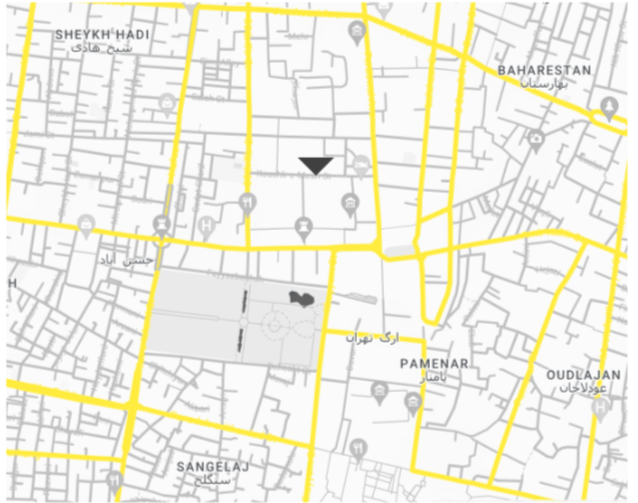 SHEYKH HADI
شیخ هادی
BAHARESTAN
بهارستان
حسن آباد
H
ارگ تهران
PAMENAR
پامنار
OUDLAJAN
عودلاجان
SANGELAJ
سنگلج